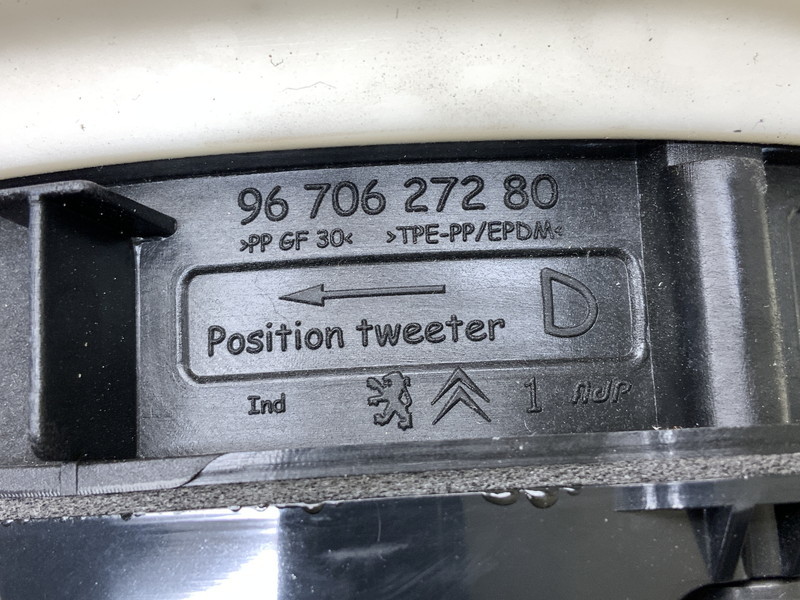 96 706 272 80
>PP GF 30< >TPE-PP/EPDM<
D
Position tweeter
Ind 1